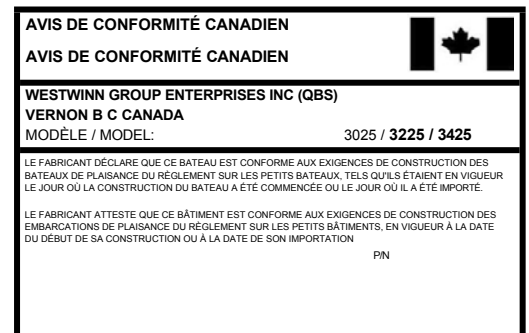 AVIS DE CONFORMITÉ CANADIEN
AVIS DE CONFORMITÉ CANADIEN
WESTWINN GROUP ENTERPRISES INC (QBS)
VERNON B C CANADA
MODÈLE / MODEL: 3025 / 3225 / 3425
LE FABRICANT DÉCLARE QUE CE BATEAU EST CONFORME AUX EXIGENCES DE CONSTRUCTION DES
BATEAUX DE PLAISANCE DU RÈGLEMENT SUR LES PETITS BATEAUX, TELS QU'ILS ÉTAIENT EN VIGUEUR
LE JOUR OÙ LA CONSTRUCTION DU BATEAU A ÉTÉ COMMENCÉE OU LE JOUR OÙ IL A ÉTÉ IMPORTÉ.
LE FABRICANT ATTESTE QUE CE BÂTIMENT EST CONFORME AUX EXIGENCES DE CONSTRUCTION DES
EMBARCATIONS DE PLAISANCE DU RÈGLEMENT SUR LES PETITS BÂTIMENTS, EN VIGUEUR À LA DATE
DU DÉBUT DE SA CONSTRUCTION OU À LA DATE DE SON IMPORTATION
P/N